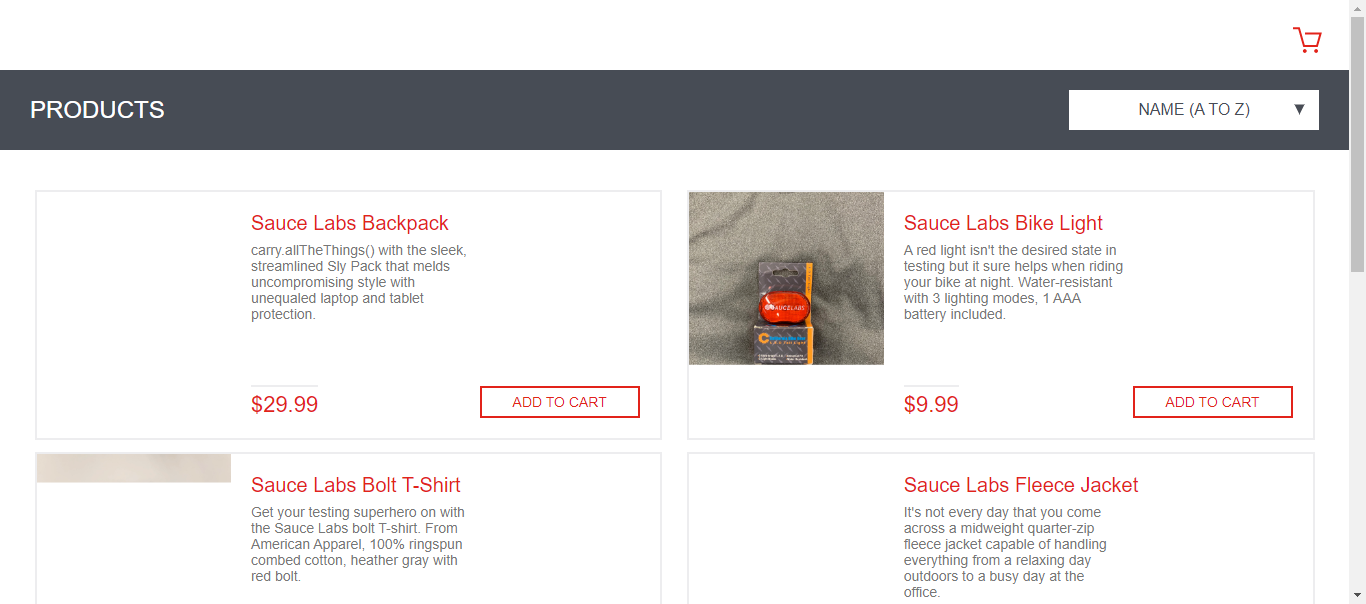 PRODUCTS
NAME (A TO Z)
Sauce Labs Backpack
carry.allTheThings() with the sleek,
streamlined Sly Pack that melds
uncompromising style with
unequaled laptop and tablet
protection.
$29.99
ADD TO CART
SAUCELABS
Sauce Labs Bike Light
A red light isn't the desired state in
testing but it sure helps when riding
your bike at night. Water-resistant
with 3 lighting modes, 1 AAA
battery included.
$9.99
ADD TO CART
Sauce Labs Bolt T-Shirt
Get your testing superhero on with
the Sauce Labs bolt T-shirt. From
American Apparel, 100% ringspun
combed cotton, heather gray with
red bolt.
Sauce Labs Fleece Jacket
It's not every day that you come
across a midweight quarter-zip
fleece jacket capable of handling
everything from a relaxing day
outdoors to a busy day at the
office.